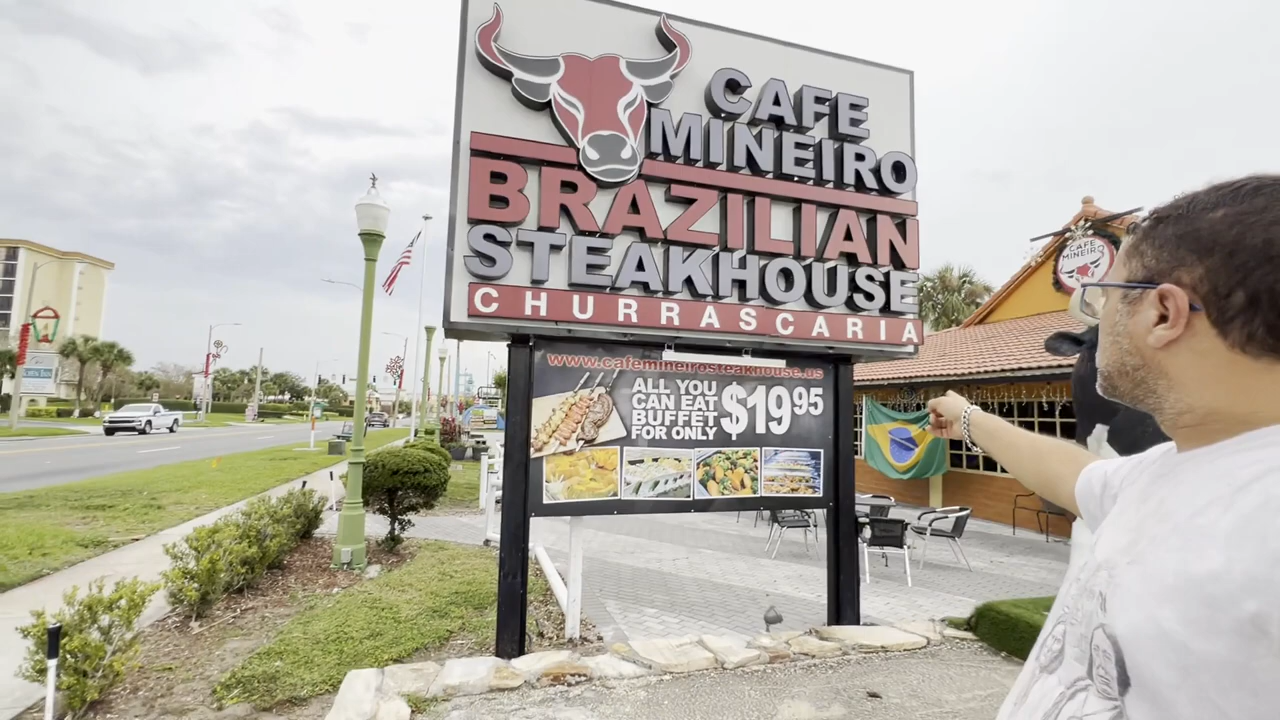 CAFE
MINEIRO
BRAZILIAN
STEAKHOUSE
CHURRASCARIA
www.cafemineirosteakhouse.us
ALL YOU
CAN EAT
BUFFET
FOR ONLY
$19.95
CAFE
MINEIRO